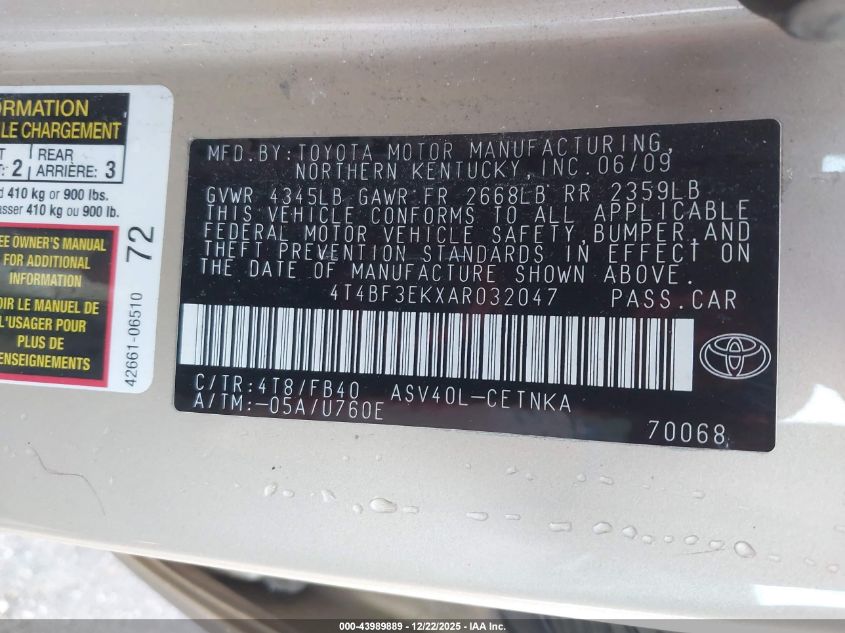 ORMATION
LE CHARGEMENT
2
REAR
ARRIÈRE: 3
410 kg or 900 lbs.
asser 410 kg ou 900 lb.
EE OWNER'S MANUAL
FOR ADDITIONAL
INFORMATION
OIR LE MANUEL DE
L'USAGER POUR
PLUS DE
ENSEIGNEMENTS
42661-06510
72
MFD.BY:TOYOTA MOTOR MANUFACTURING,
NORTHERN KENTUCKY,INC.06/09
GVWR 4345LB GAWR:FR 2668LB RR 2359LB
THIS VEHICLE CONFORMS TO ALL APPLICABLE
FEDERAL MOTOR VEHICLE SAFETY,BUMPER,AND
THEFT PREVENTION STANDARDS IN EFFECT ON
THE DATE OF MANUFACTURE SHOWN ABOVE.
4T4BF3EKXAR032047 PASS.CAR
C/TR:4T8/FB40 ASV40L-CETNKA
A/TM:-05A/U760E
70068
000-43989889 | 12/22/2025 | IAA Inc.